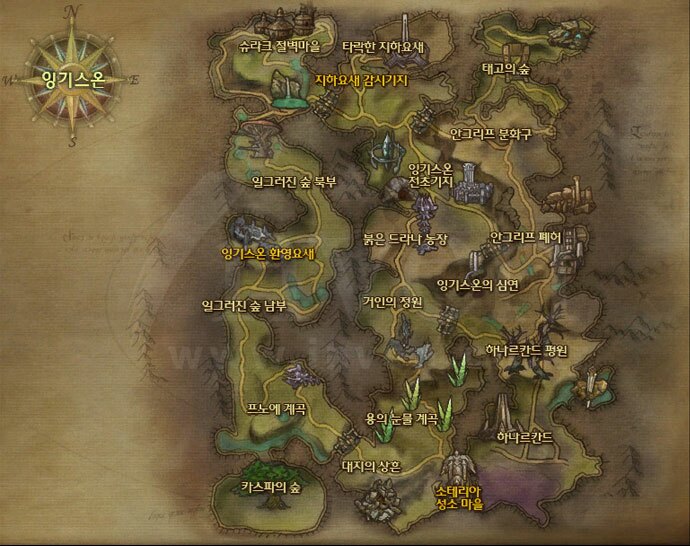 N
W
잉기스온
E
S
슈라크 절벽마을
타락한 지하요새
태고의 숲
지하요새 감시기지
안그리프 분화구
일그러진 숲 북부
잉기스온
전초기지
붉은 드라나 농장
안그리프 폐허
잉기스온 환영요새
잉기스온의 심연
일그러진 숲 남부
거인의 정원
하나르칸드 평원
프노에 계곡
용의 눈물 계곡
하나르칸드
대지의 상흔
카스파의 숲
소테리아
성소 마을